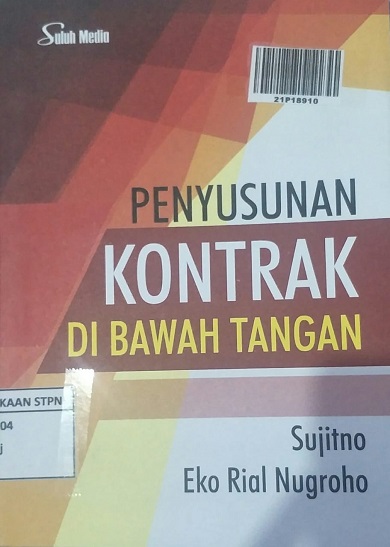 Suluh Media
21P18910
PENYUSUNAN
KONTRAK
DI BAWAH TANGAN
KAAN STPN
04
j
Sujitno
Eko Rial Nugroho